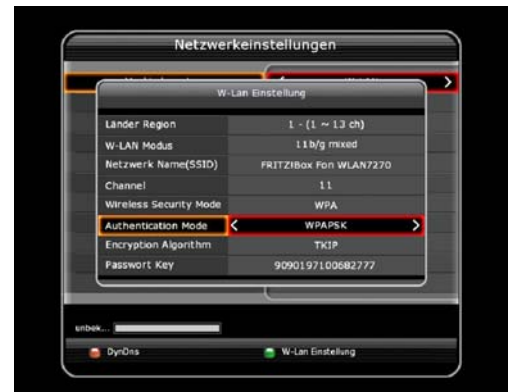 Netzwerkeinstellungen
W-Lan Einstellung
Länder Region 1 - (1 ~ 13 ch)
W-LAN Modus 11b/g mixed
Netzwerk Name(SSID) FRITZ!Box Fon WLAN7270
Channel 11
Wireless Security Mode WPA
Authentication Mode WPAPSK
Encryption Algorithm TKIP
Passwort Key 9090197100682777
unbek...
DynDns W-Lan Einstellung